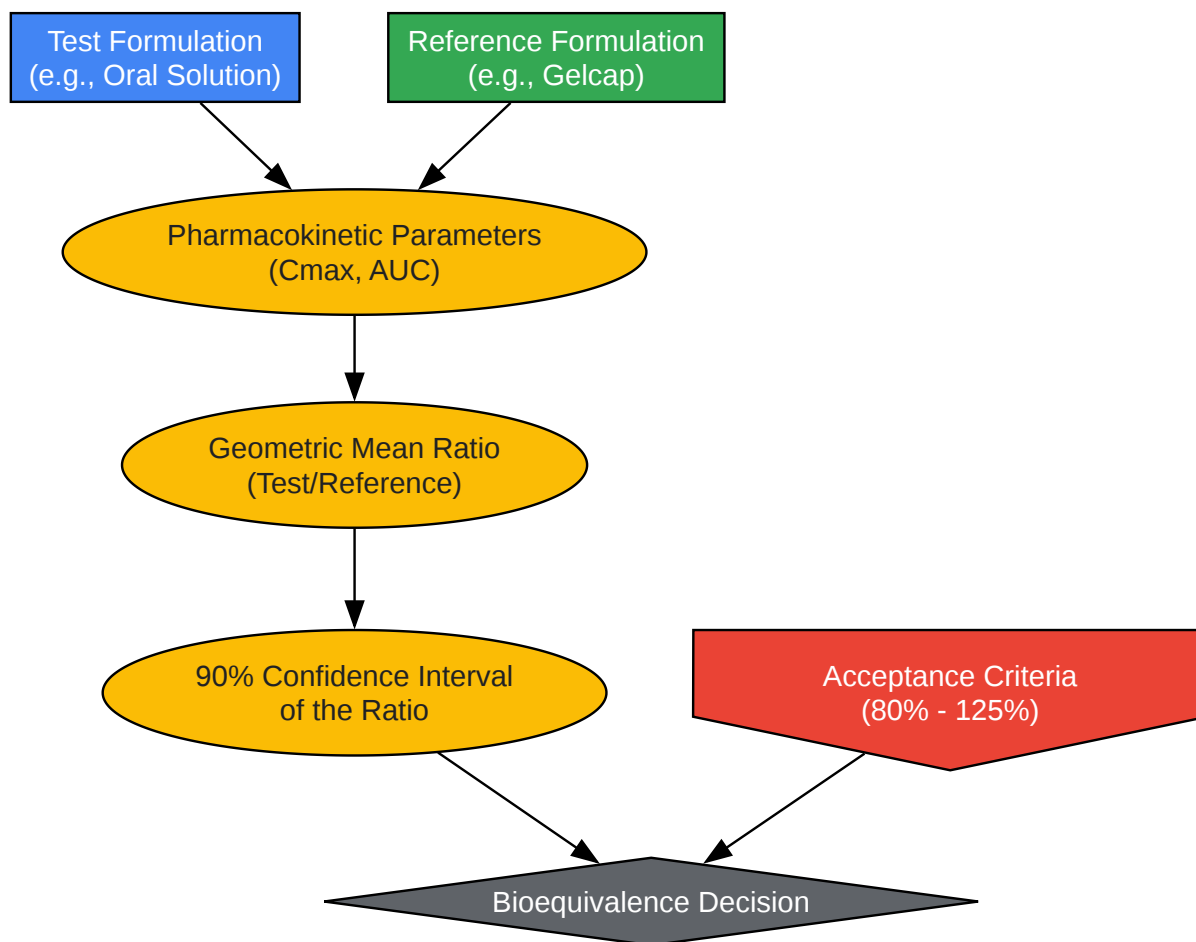 Test Formulation
(e.g., Oral Solution)
Reference Formulation
(e.g., Gelcap)
Pharmacokinetic Parameters
(Cmax, AUC)
Geometric Mean Ratio
(Test/Reference)
90% Confidence Interval
of the Ratio
Acceptance Criteria
(80% - 125%)
Bioequivalence Decision